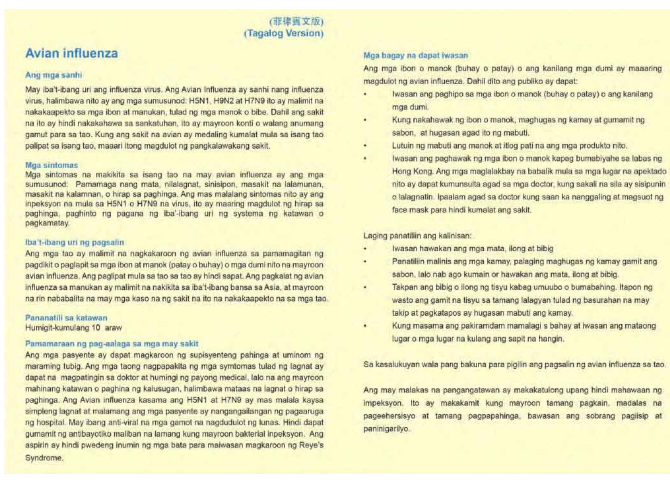 (菲律賓文版)
(Tagalog Version)
Avian influenza
Ang mga sanhi
May iba't-ibang uri ang influenza virus. Ang Avian Influenza ay sanhi nang influenza
virus, halimbawa nito ay ang mga sumusunod: H5N1, H9N2 at H7N9 ito ay malimit na
nakakaapekto sa mga ibon at manukan, tulad ng mga manok o bibe. Dahil ang sakit
na ito ay hindi nakakahawa sa sankatuhan, ito ay mayroon konti o walang anumang
gamut para sa tao. Kung ang sakit na avian ay medaling kumalat mula sa isang tao
palipat sa isang tao, maaari itong magdulot ng pangkalawakang sakit.
Mga sintomas
Mga sintomas na makikita sa isang tao na may avian influenza ay ang mga
sumusunod: Pamamaga nang mata, nilalagnat, sinisipon, masakit na lalamunan,
masakit na kalamnan, o hirap sa paghinga. Ang mas malalang sintomas nito ay ang
inpeksyon na mula sa H5N1 o H7N9 na virus, ito ay maaring magdulot ng hirap sa
paghinga, paghinto ng pagana ng iba'-ibang uri ng systema ng katawan o
pagkamatay.
Iba't-ibang uri ng pagsalin
Ang mga tao ay malimit na nagkakaroon ng avian influenza sa pamamagitan ng
pagdikit o paglapit sa mga ibon at manok (patay o buhay) o mga dumi nito na mayroon
avian influenza. Ang paglipat mula sa tao sa tao ay hindi sapat. Ang pagkalat ng avian
influenza sa manukan ay malimit na nakikita sa iba't-ibang bansa sa Asia, at mayroon
na rin nababalita na may mga kaso na ng sakit na ito na nakakaapekto na sa mga tao.
Pananatili sa katawan
Humigit-kumulang 10 araw
Pamamaraan ng pag-aalaga sa mga may sakit
Ang mga pasyente ay dapat magkaroon ng supisyenteng pahinga at uminom ng
maraming tubig. Ang mga taong nagpapakita ng mga symtomas tulad ng lagnat ay
dapat na magpatingin sa doktor at humingi ng payong medical, lalo na ang mayroon
mahinang katawan o paghina ng kalusugan, halimbawa mataas na lagnat o hirap sa
paghinga. Ang Avian influenza kasama ang H5N1 at H7N9 ay mas malala kaysa
simpleng lagnat at malamang ang mga pasyente ay nangangailangan ng pagaaruga
ng hospital. May ibang anti-viral na mga gamot na nagdudulot ng lunas. Hindi dapat
gumamit ng antibayotiko maliban na lamang kung mayroon bakterial inpeksyon. Ang
aspirin ay hindi pwedeng inumin ng mga bata para maiwasan magkaroon ng Reye's
Syndrome.
Mga bagay na dapat iwasan
Ang mga ibon o manok (buhay o patay) o ang kanilang mga dumi ay maaaring
magdulot ng avian influenza. Dahil dito ang publiko ay dapat:
• Iwasan ang paghipo sa mga ibon o manok (buhay o patay) o ang kanilang
mga dumi.
• Kung nakahawak ng ibon o manok, maghugas ng kamay at gumamit ng
sabon, at hugasan agad ito ng mabuti.
• Lutuin ng mabuti ang manok at itlog pati na ang mga produkto nito.
• Iwasan ang paghawak ng mga ibon o manok kapag bumabiyahe sa labas ng
Hong Kong. Ang mga maglalakbay na babalik mula sa mga lugar na apektado
nito ay dapat kumunsulta agad sa mga doctor, kung sakali na sila ay sisipunin
o lalagnatin. Ipaalam agad sa doctor kung saan ka nanggaling at magsuot ng
face mask para hindi kumalat ang sakit.
Laging panatiliin ang kalinisan:
• Iwasan hawakan ang mga mata, ilong at bibig
• Panatiliin malinis ang mga kamay, palaging maghugas ng kamay gamit ang
sabon, lalo nab ago kumain or hawakan ang mata, ilong at bibig.
• Takpan ang bibig o ilong ng tisyu kabag umuubo o bumabahing. Itapon ng
wasto ang gamit na tisyu sa tamang lalagyan tulad ng basurahan na may
takip at pagkatapos ay hugasan mabuti ang kamay.
• Kung masama ang pakiramdam mamalagi s bahay at iwasan ang mataong
lugar o mga lugar na kulang ang sapit na hangin.
Sa kasalukuyan wala pang bakuna para pigilin ang pagsalin ng avian influenza sa tao.
Ang may malakas na pangangatawan ay makakatulong upang hindi mahawaan ng
impeksyon. Ito ay makakamit kung mayroon tamang pagkain, madalas na
pageehersisyo at tamang pagpapahinga, bawasan ang sobrang pagiisip at
paninigarilyo.